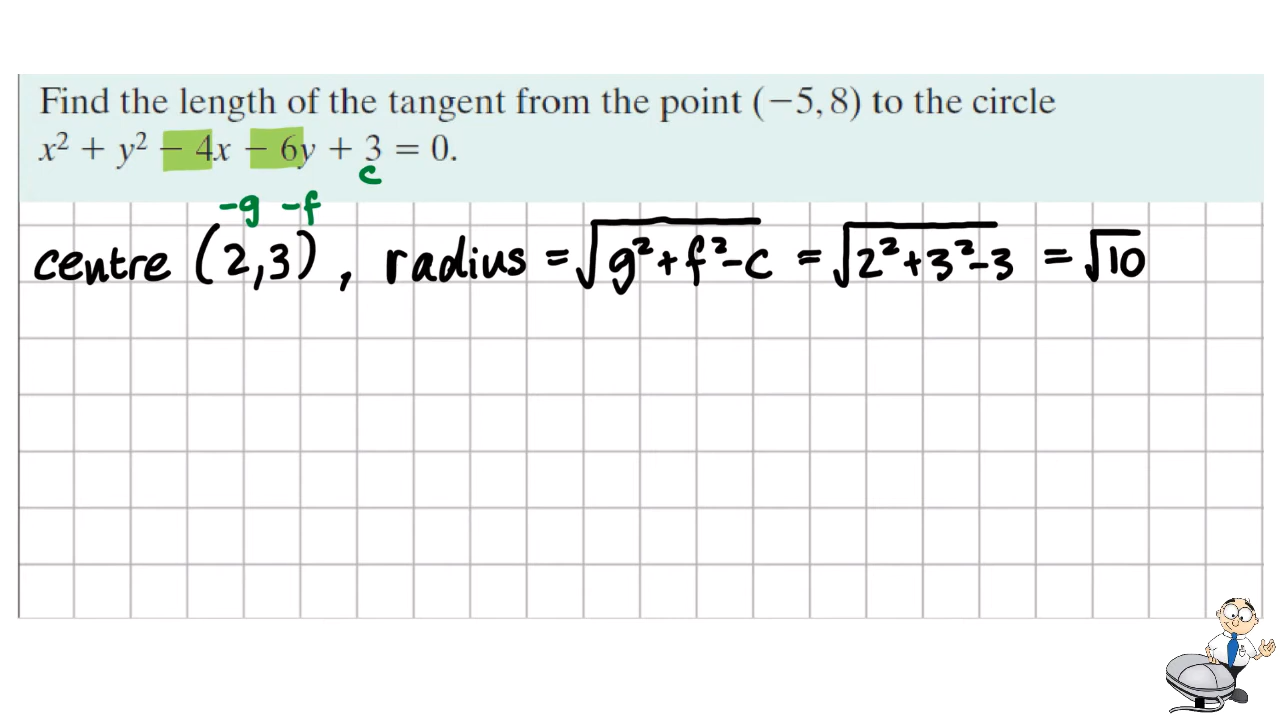 Find the length of the tangent from the point (−5, 8) to the circle
x² + y² − 4x − 6y + 3 = 0.
c
-g -f
centre (2,3), radius = √(g²+f²-c) = √(2²+3²-3) = √10